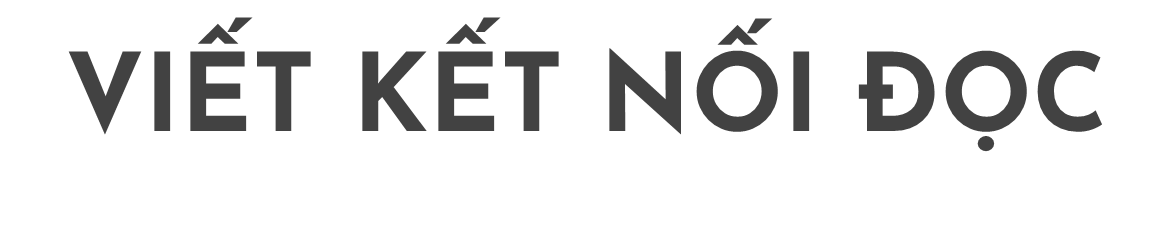 VIẾT KẾT NỐI ĐỌC